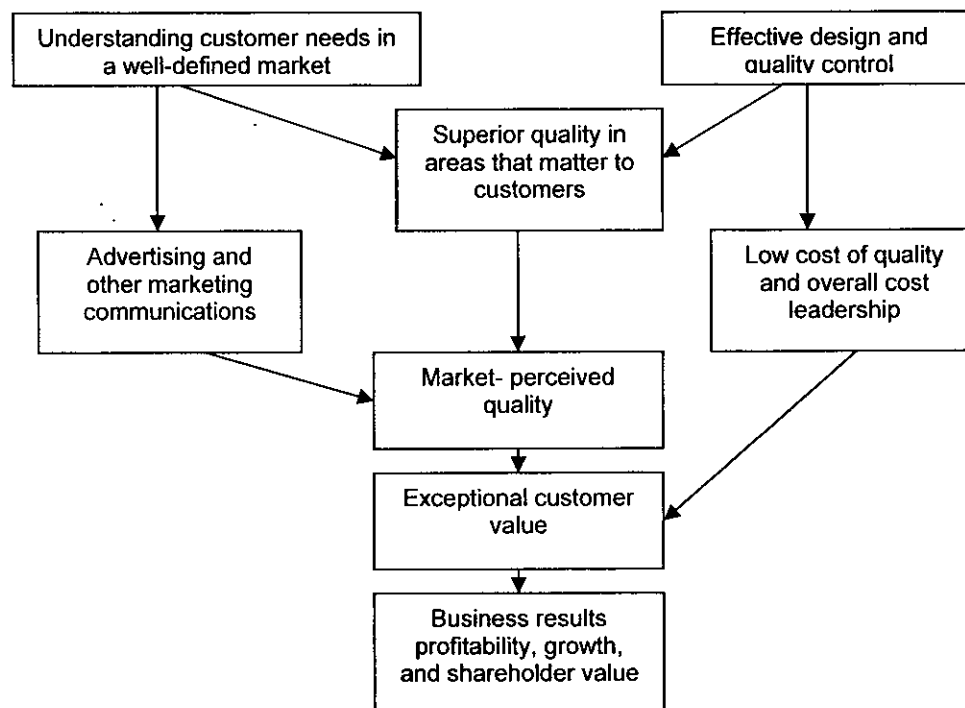 Understanding customer needs in
a well-defined market
Effective design and
quality control
Superior quality in
areas that matter to
customers
Advertising and
other marketing
communications
Low cost of quality
and overall cost
leadership
Market- perceived
quality
Exceptional customer
value
Business results
profitability, growth,
and shareholder value